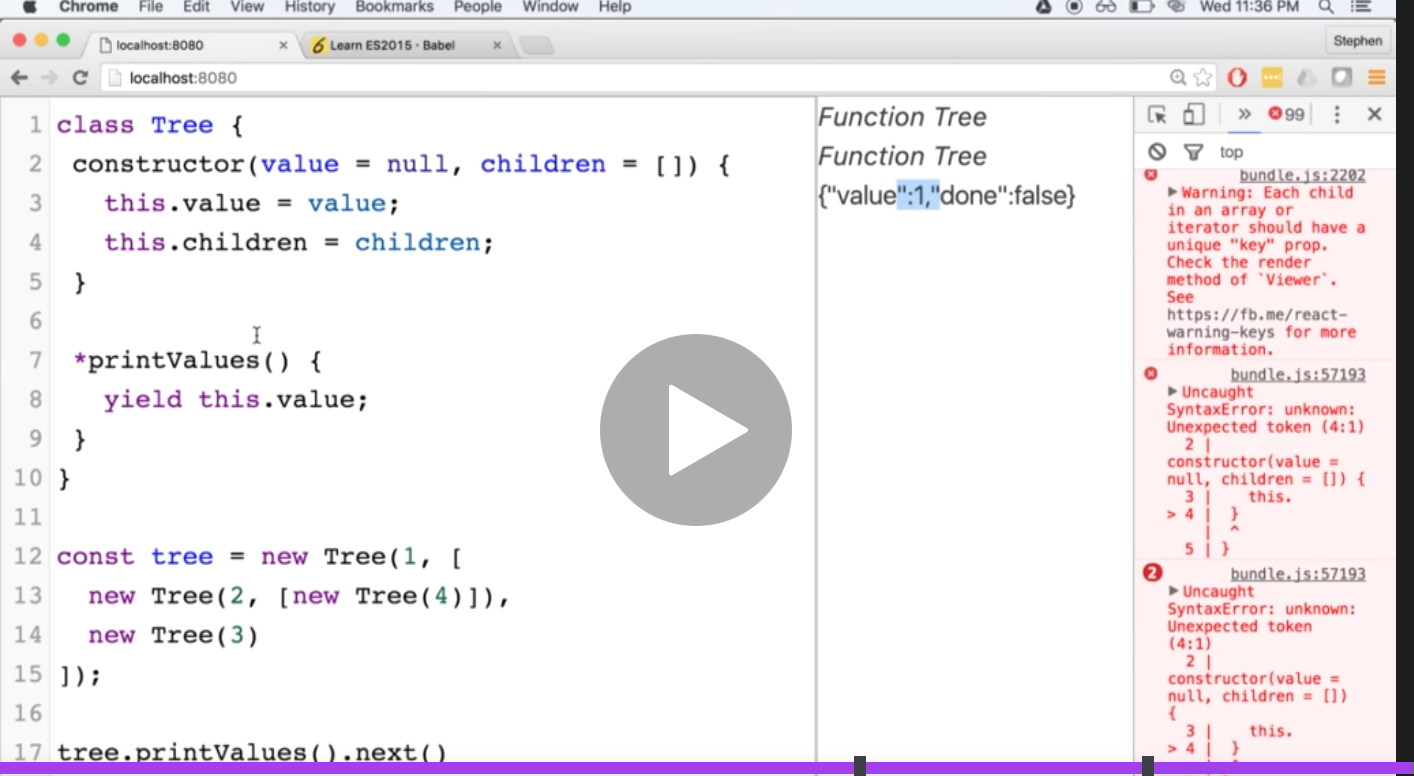 Chrome File Edit View History Bookmarks People Window Help Wed 11:36 PM
localhost:8080 Learn ES2015 · Babel Stephen
localhost:8080
1 class Tree {
2 constructor(value = null, children = []) {
3 this.value = value;
4 this.children = children;
5 }
6
7 *printValues() {
8 yield this.value;
9 }
10 }
11
12 const tree = new Tree(1, [
13 new Tree(2, [new Tree(4)]),
14 new Tree(3)
15 ]);
16
17 tree.printValues().next()
Function Tree
Function Tree
{"value":1,"done":false}
99
top
bundle.js:2202
Warning: Each child
in an array or
iterator should have a
unique "key" prop.
Check the render
method of `Viewer`.
See
https://fb.me/react-
warning-keys for more
information.
bundle.js:57193
Uncaught
SyntaxError: unknown:
Unexpected token (4:1)
2 |
constructor(value =
null, children = []) {
3 | this.
> 4 | }
| ^
5 | }
2 bundle.js:57193
Uncaught
SyntaxError: unknown:
Unexpected token
(4:1)
2 |
constructor(value =
null, children = [])
{
3 | this.
> 4 | }